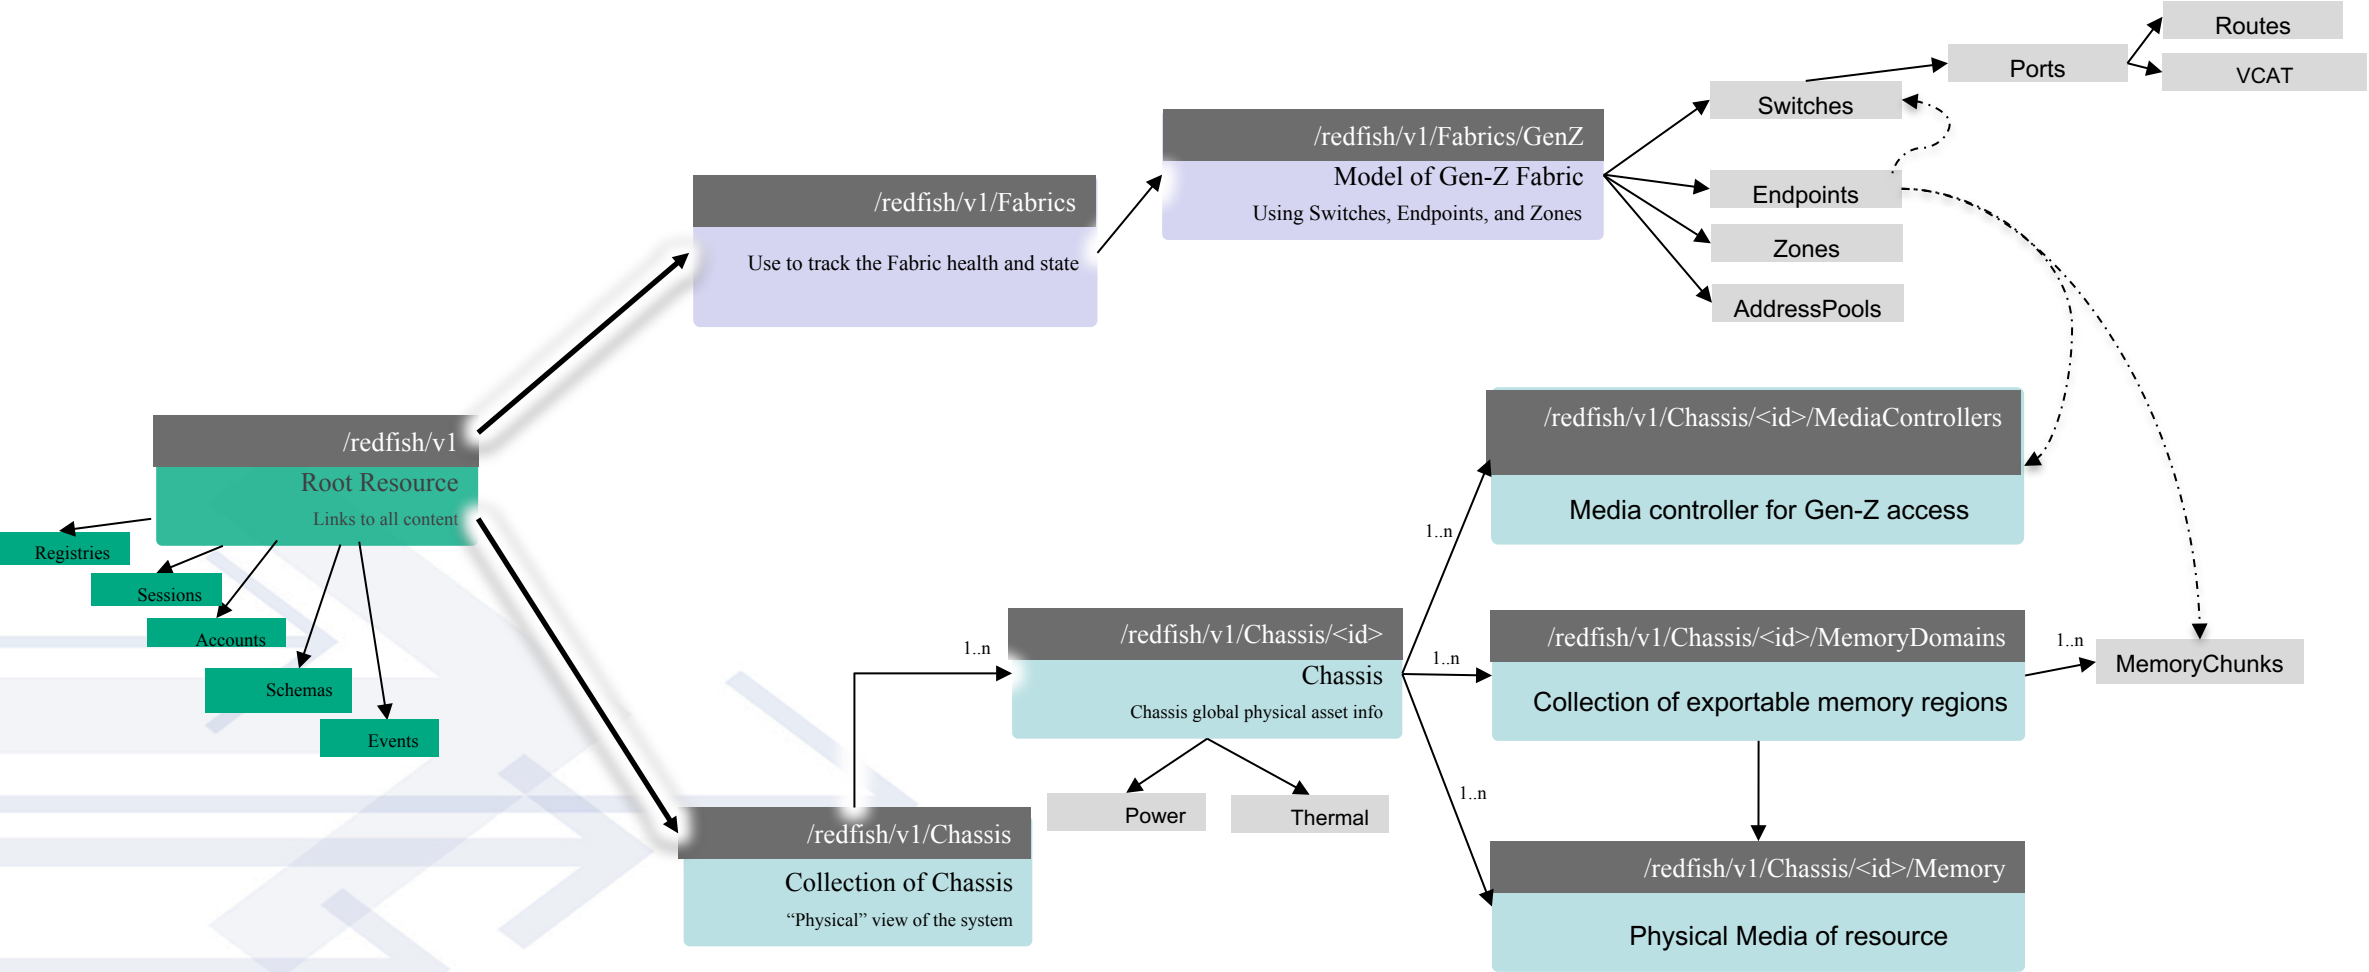 Routes
VCAT
Ports
Switches
Endpoints
Zones
AddressPools
/redfish/v1/Fabrics/GenZ
Model of Gen-Z Fabric
Using Switches, Endpoints, and Zones
/redfish/v1/Fabrics
Use to track the Fabric health and state
/redfish/v1
Root Resource
Links to all content
Registries
Sessions
Accounts
Schemas
Events
/redfish/v1/Chassis
Collection of Chassis
“Physical” view of the system
1..n
/redfish/v1/Chassis/<id>
Chassis
Chassis global physical asset info
Power
Thermal
1..n
/redfish/v1/Chassis/<id>/MediaControllers
Media controller for Gen-Z access
1..n
/redfish/v1/Chassis/<id>/MemoryDomains
Collection of exportable memory regions
1..n
MemoryChunks
1..n
/redfish/v1/Chassis/<id>/Memory
Physical Media of resource